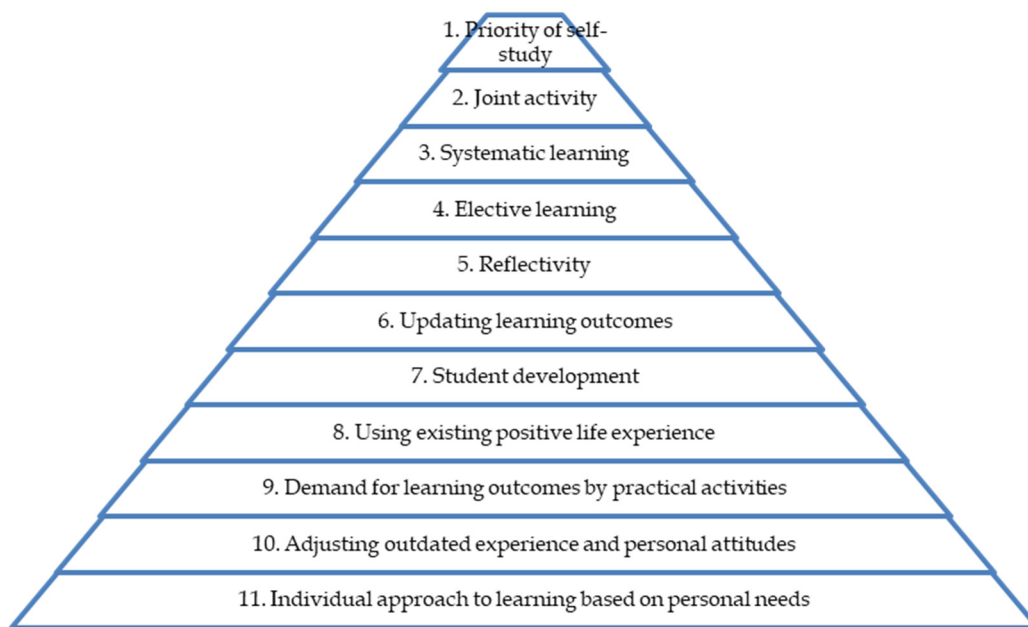 1. Priority of self-
study
2. Joint activity
3. Systematic learning
4. Elective learning
5. Reflectivity
6. Updating learning outcomes
7. Student development
8. Using existing positive life experience
9. Demand for learning outcomes by practical activities
10. Adjusting outdated experience and personal attitudes
11. Individual approach to learning based on personal needs